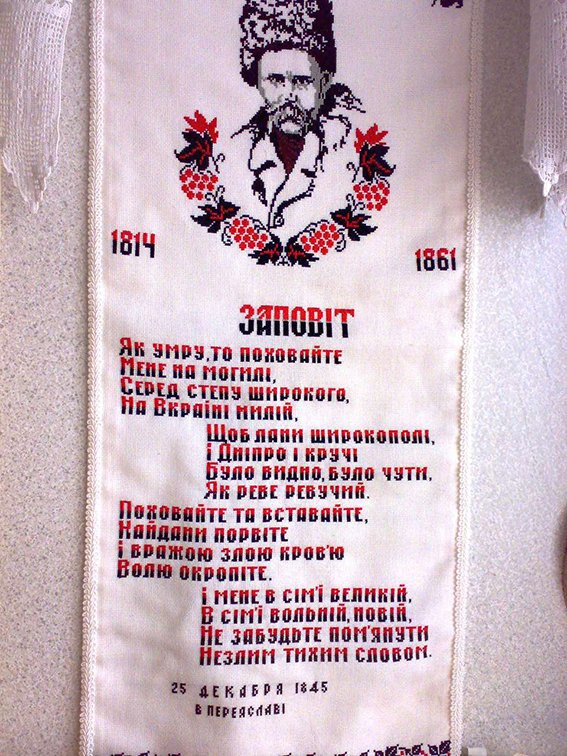 1814
1861
ЗАПОВІТ
Як умру, то поховайте
Мене на могилі,
Серед степу широкого,
На Вкраїні милій,
Щоб лани широкополі,
І Дніпро і кручі
Було видно, було чути,
Як реве ревучий.
Поховайте та вставайте,
Кайдани порвіте
І вражою злою кров'ю
Волю окропіте.
І мене в сім'ї великій,
В сім'ї вольній, новій,
Не забудьте пом'янути
Незлим тихим словом.
25 ДЕКАБРЯ 1845
В ПЕРЕЯСЛАВІ